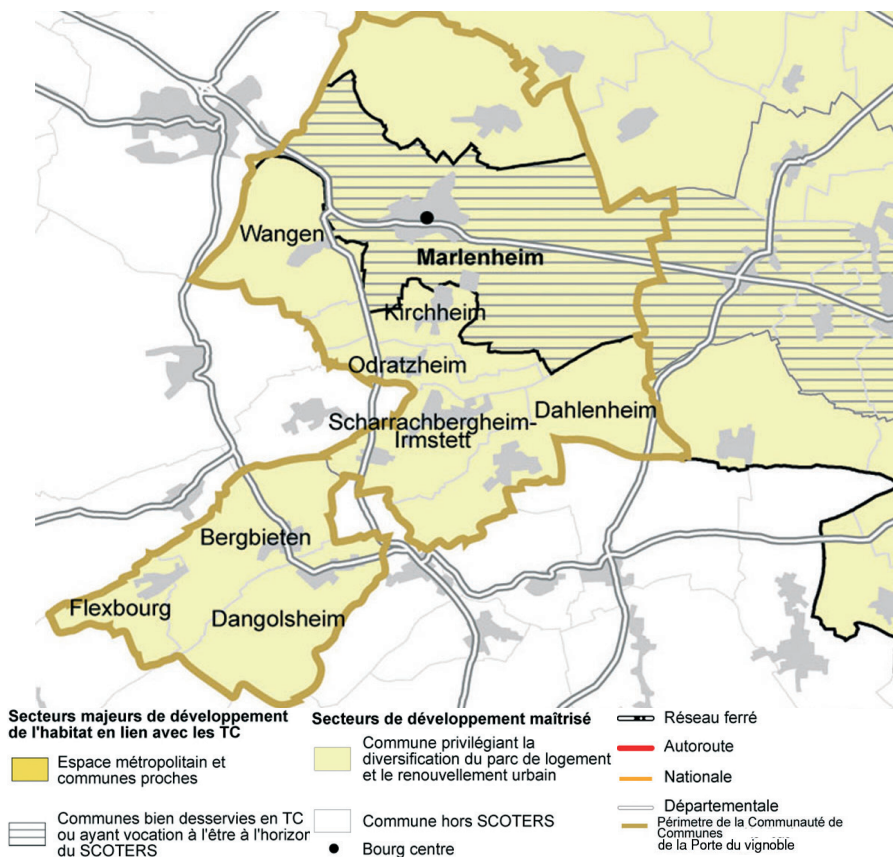 Wangen
Marlenheim
Kirchheim
Odratzheim
Scharrachbergheim-
Irmstett
Dahlenheim
Bergbieten
Flexbourg
Dangolsheim
Secteurs majeurs de développement
de l'habitat en lien avec les TC
Espace métropolitain et
communes proches
Communes bien desservies en TC
ou ayant vocation à l'être à l'horizon
du SCOTERS
Secteurs de développement maîtrisé
Commune privilégiant la
diversification du parc de logement
et le renouvellement urbain
Commune hors SCOTERS
Bourg centre
Réseau ferré
Autoroute
Nationale
Départementale
Périmètre de la Communauté de
Communes
de la Porte du vignoble